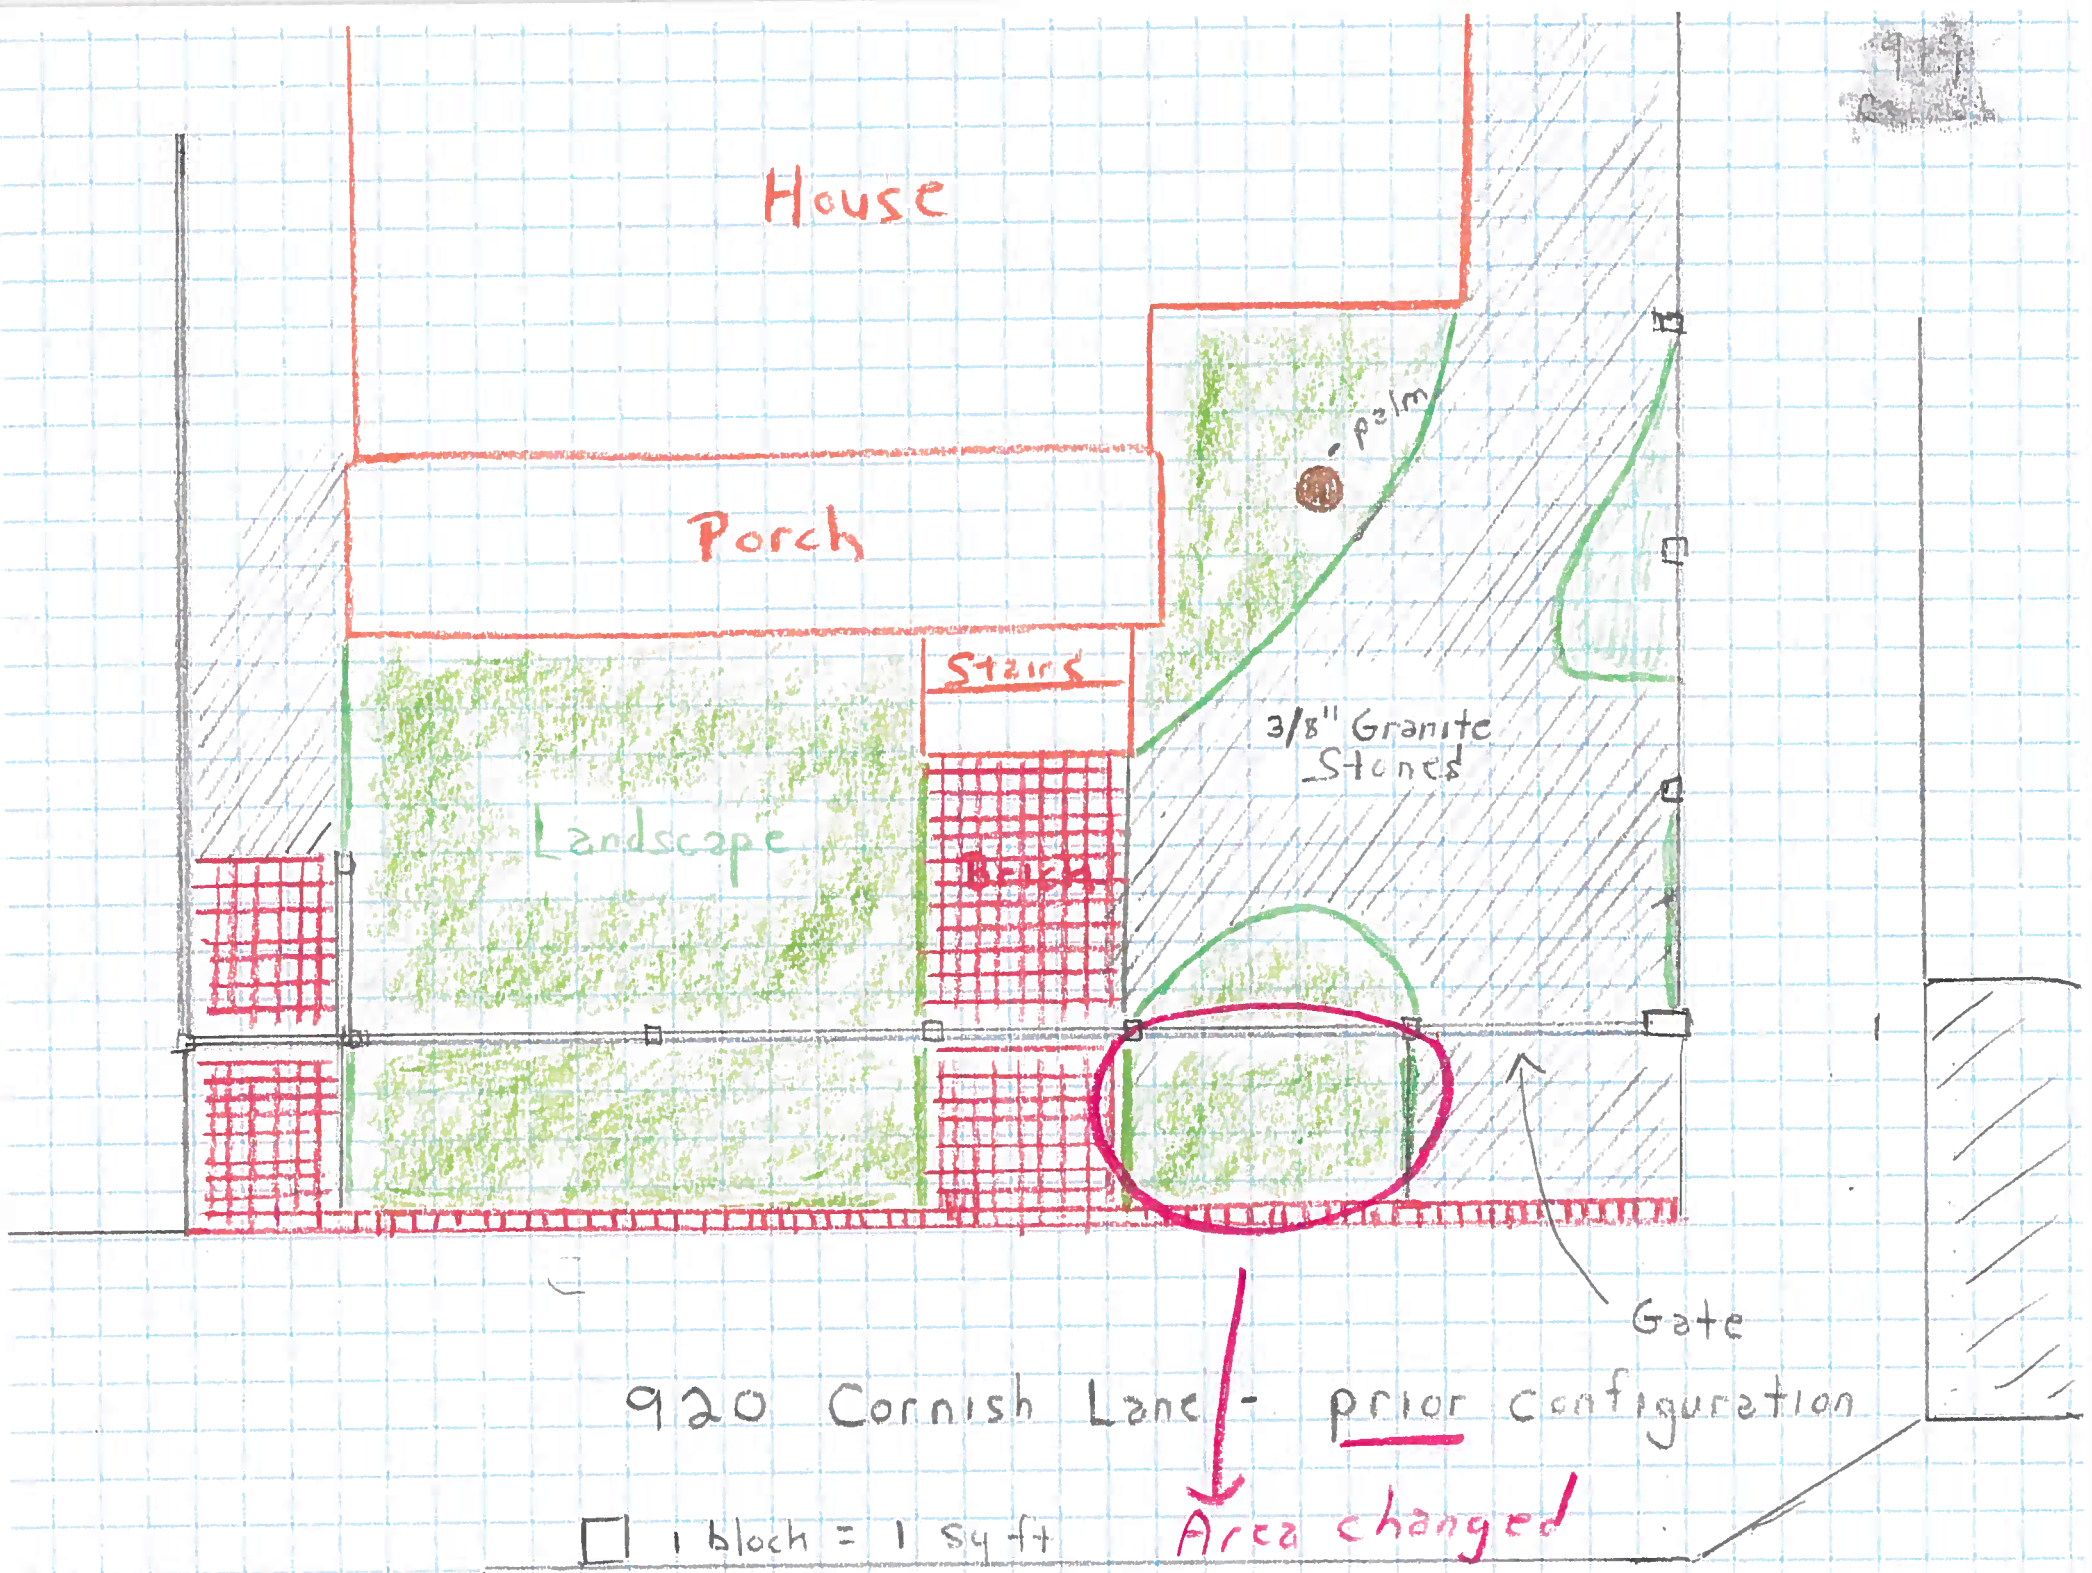 House
palm
Porch
Stairs
3/8" Granite
Stones
Landscape
Brick
Gate
920 Cornish Lane - prior configuration
1 block = 1 sq ft
Area changed